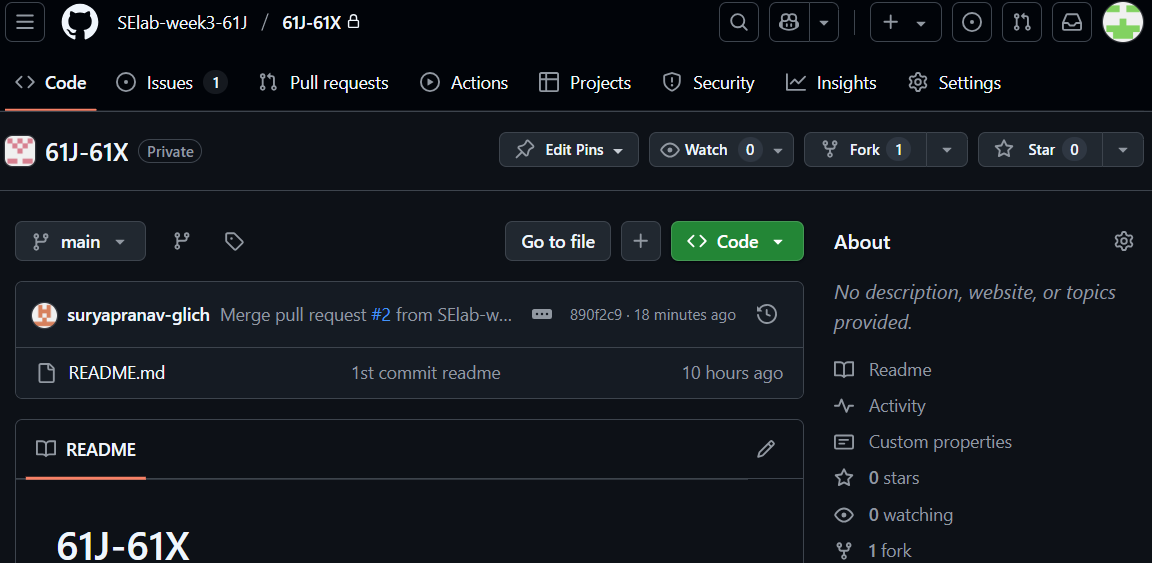 SElab-week3-61J / 61J-61X
Code Issues 1 Pull requests Actions Projects Security Insights Settings
61J-61X Private Edit Pins Watch 0 Fork 1 Star 0
main Go to file Code
suryapranav-glich Merge pull request #2 from SElab-w... 890f2c9 · 18 minutes ago
README.md 1st commit readme 10 hours ago
README
61J-61X
About
No description, website, or topics
provided.
Readme
Activity
Custom properties
0 stars
0 watching
1 fork